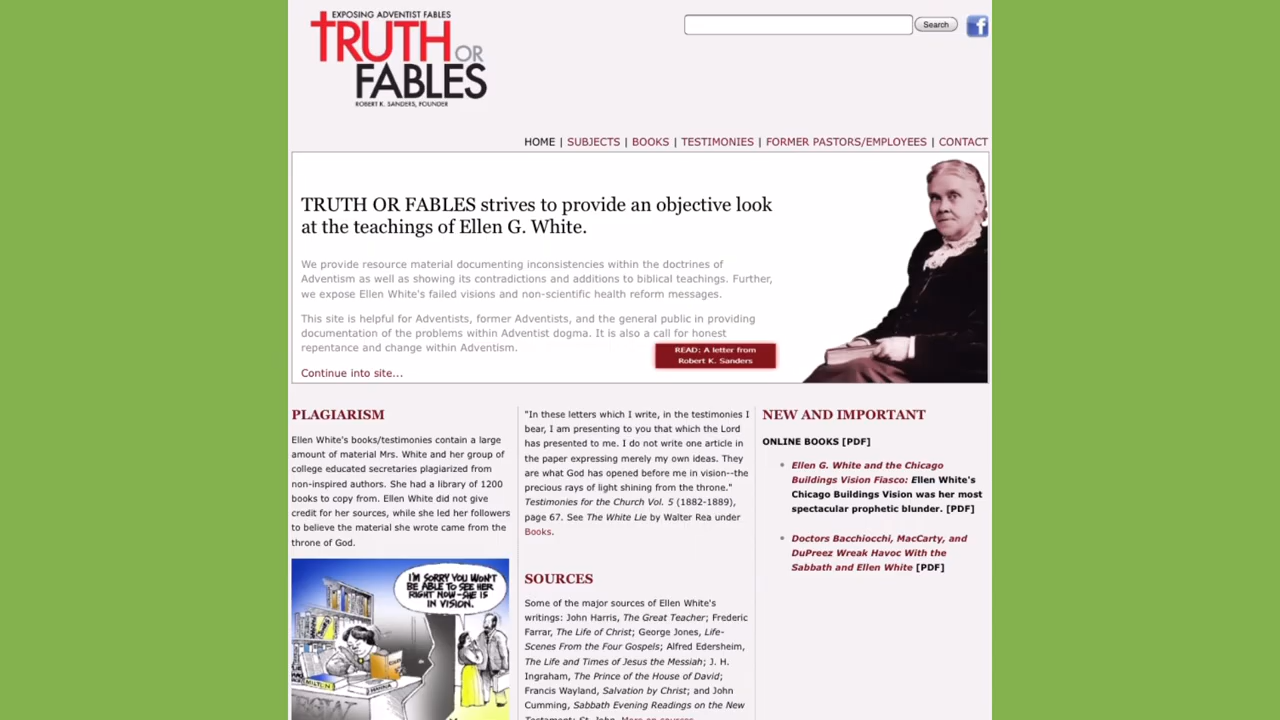 EXPOSING ADVENTIST FABLES
TRUTH OR
FABLES
ROBERT K. SANDERS, FOUNDER
Search
f
HOME | SUBJECTS | BOOKS | TESTIMONIES | FORMER PASTORS/EMPLOYEES | CONTACT
TRUTH OR FABLES strives to provide an objective look
at the teachings of Ellen G. White.
We provide resource material documenting inconsistencies within the doctrines of
Adventism as well as showing its contradictions and additions to biblical teachings. Further,
we expose Ellen White's failed visions and non-scientific health reform messages.
This site is helpful for Adventists, former Adventists, and the general public in providing
documentation of the problems within Adventist dogma. It is also a call for honest
repentance and change within Adventism.
READ: A letter from
Robert K. Sanders
Continue into site...
PLAGIARISM
Ellen White's books/testimonies contain a large
amount of material Mrs. White and her group of
college educated secretaries plagiarized from
non-inspired authors. She had a library of 1200
books to copy from. Ellen White did not give
credit for her sources, while she led her followers
to believe the material she wrote came from the
throne of God.
I'M SORRY YOU WON'T
BE ABLE TO SEE HER
RIGHT NOW-SHE IS
IN VISION.
"In these letters which I write, in the testimonies I
bear, I am presenting to you that which the Lord
has presented to me. I do not write one article in
the paper expressing merely my own ideas. They
are what God has opened before me in vision--the
precious rays of light shining from the throne."
Testimonies for the Church Vol. 5 (1882-1889),
page 67. See The White Lie by Walter Rea under
Books.
SOURCES
Some of the major sources of Ellen White's
writings: John Harris, The Great Teacher; Frederic
Farrar, The Life of Christ; George Jones, Life-
Scenes From the Four Gospels; Alfred Edersheim,
The Life and Times of Jesus the Messiah; J. H.
Ingraham, The Prince of the House of David;
Francis Wayland, Salvation by Christ; and John
Cumming, Sabbath Evening Readings on the New
Testament: St. John. More on sources
NEW AND IMPORTANT
ONLINE BOOKS [PDF]
Ellen G. White and the Chicago
Buildings Vision Fiasco: Ellen White's
Chicago Buildings Vision was her most
spectacular prophetic blunder. [PDF]
Doctors Bacchiocchi, MacCarty, and
DuPreez Wreak Havoc With the
Sabbath and Ellen White [PDF]